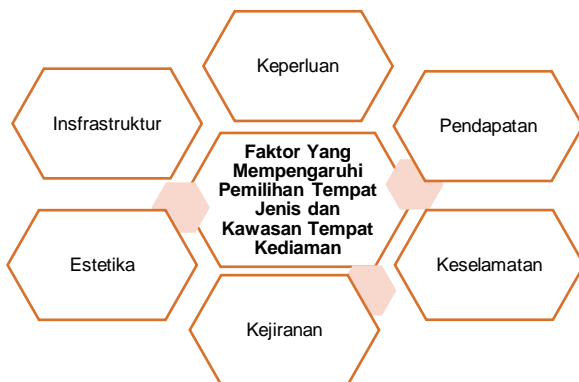 Keperluan
Insfrastruktur
Pendapatan
Faktor Yang
Mempengaruhi
Pemilihan Tempat
Jenis dan
Kawasan Tempat
Kediaman
Estetika
Keselamatan
Kejiranan